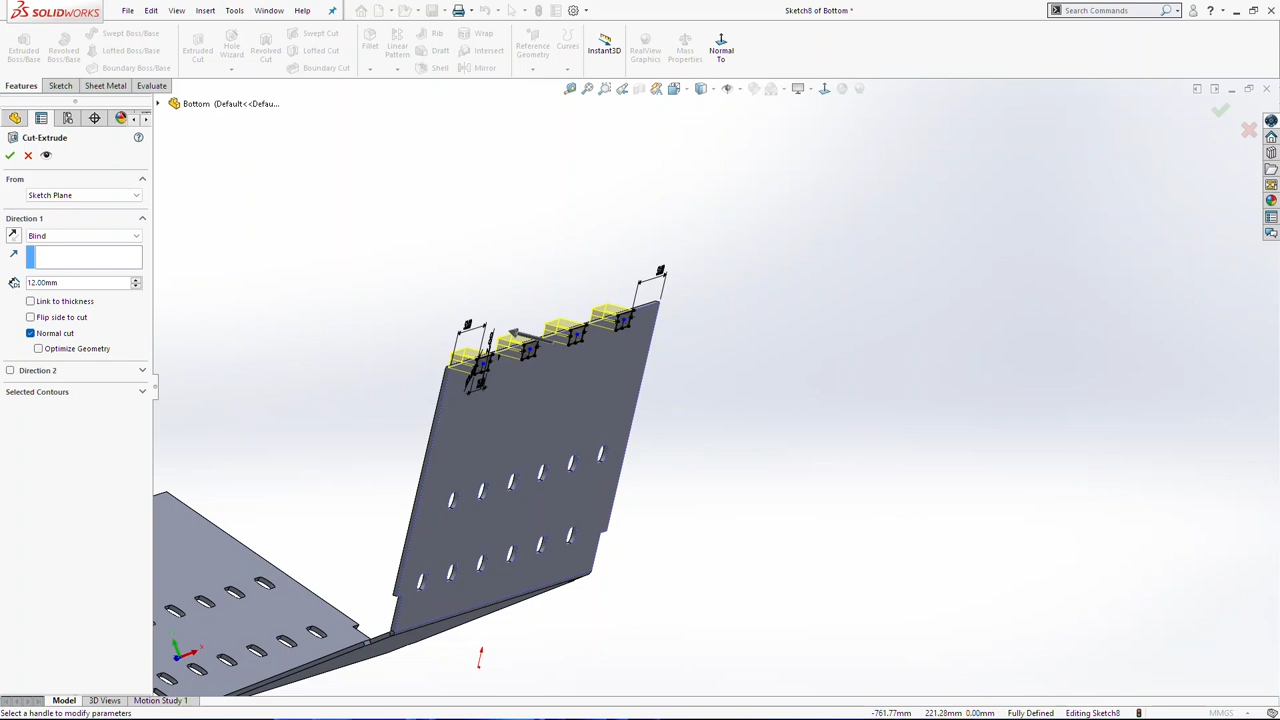 SOLIDWORKS
File
Edit
View
Insert
Tools
Window
Help
Sketch8 of Bottom *
Search Commands
Extruded
Boss/Base
Revolved
Boss/Base
Swept Boss/Base
Lofted Boss/Base
Boundary Boss/Base
Extruded
Cut
Hole
Wizard
Revolved
Cut
Swept Cut
Lofted Cut
Boundary Cut
Fillet
Linear
Pattern
Rib
Draft
Shell
Wrap
Intersect
Mirror
Reference
Geometry
Curves
Instant3D
RealView
Graphics
Mass
Properties
Normal
To
Features
Sketch
Sheet Metal
Evaluate
Bottom (Default<<Defau...
Cut-Extrude
From
Sketch Plane
Direction 1
Blind
12.00mm
Link to thickness
Flip side to cut
Normal cut
Optimize Geometry
Direction 2
Selected Contours
Model
3D Views
Motion Study 1
Select a handle to modify parameters
-761.77mm
221.28mm 0.00mm
Fully Defined
Editing Sketch8
MMGS